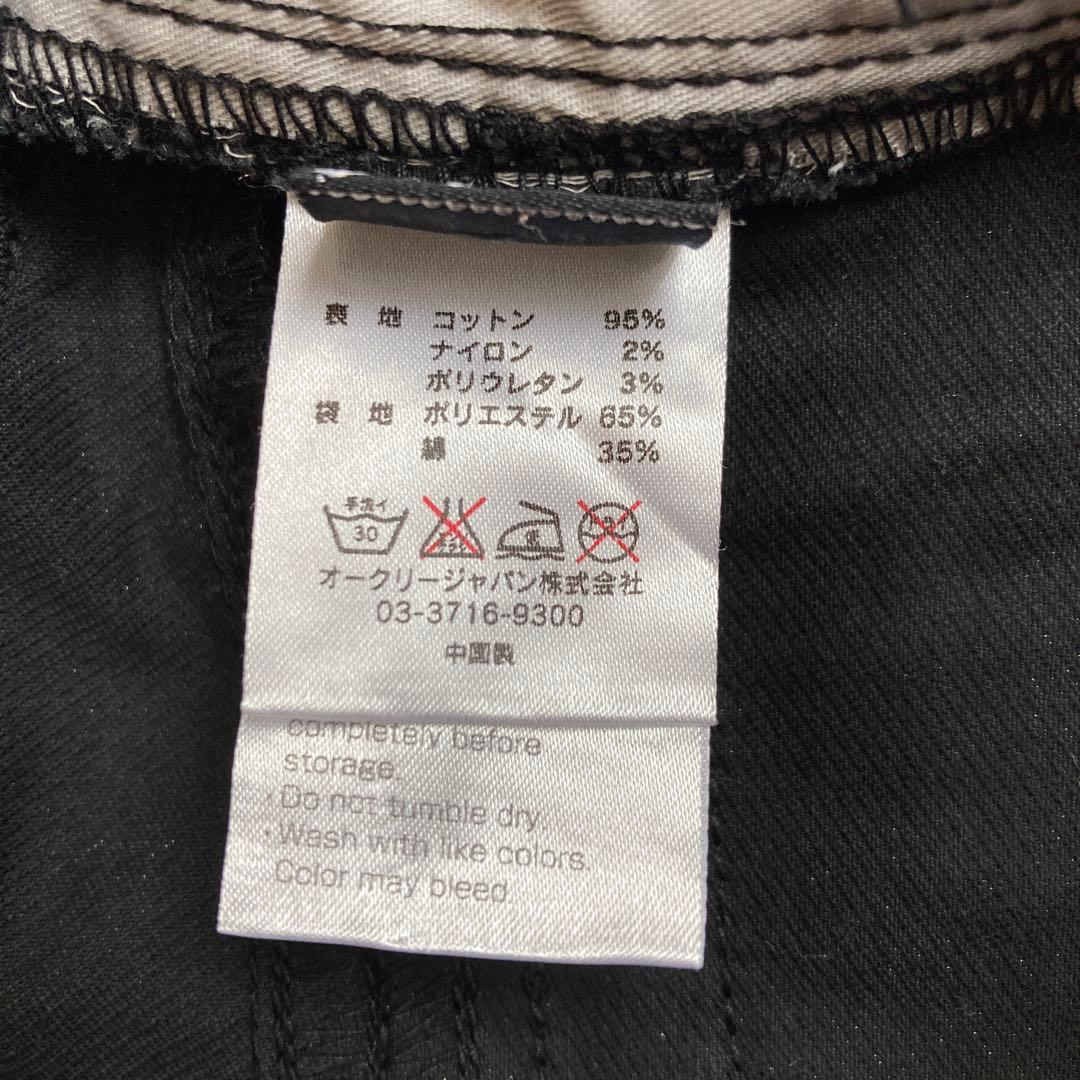 表 地 コットン 95%
ナイロン 2%
ポリウレタン 3%
袋 地 ポリエステル 65%
綿 35%
手洗イ
30
オークリージャパン株式会社
03-3716-9300
中国製
completely before
storage.
・Do not tumble dry.
・Wash with like colors.
Color may bleed.